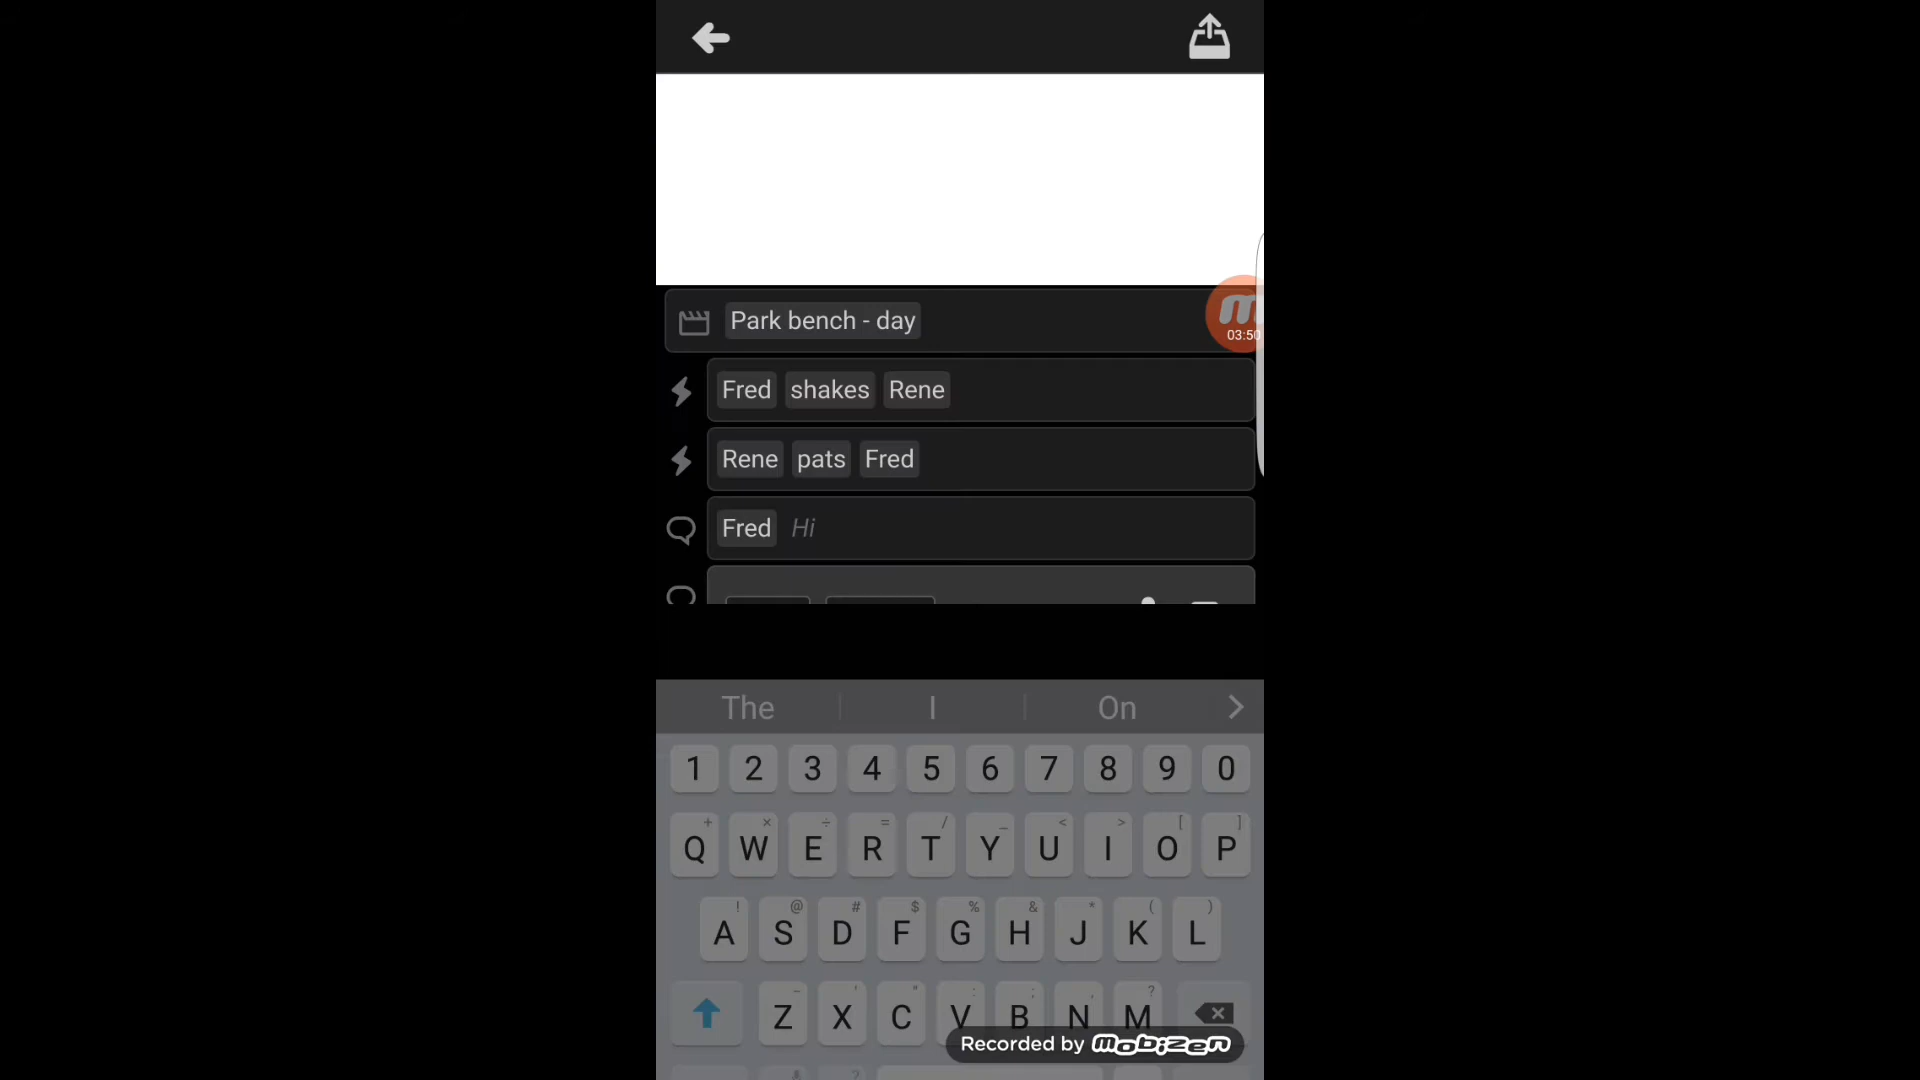 03:50
Park bench - day
Fred shakes Rene
Rene pats Fred
Fred Hi
The I On
1 2 3 4 5 6 7 8 9 0
+ × ÷ = / _ < > [ ]
Q W E R T Y U I O P
! @ # $ % & * ( )
A S D F G H J K L
- ' " : ; , ?
Z X C V B N M
Recorded by mobizen